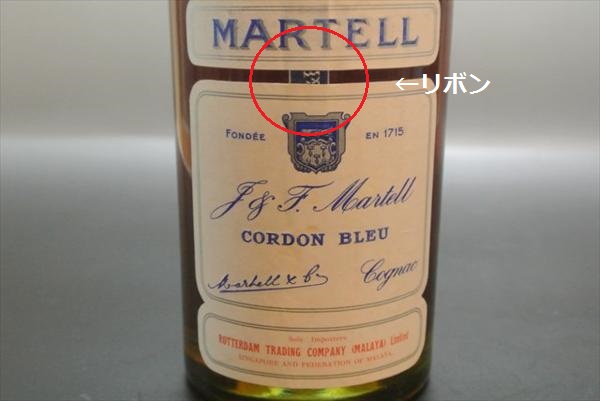 MARTELL
←リボン
FONDÉE EN 1715
J & F. Martell
CORDON BLEU
Martell & Co Cognac
Sole Importers
ROTTERDAM TRADING COMPANY (MALAYA) Limited
SINGAPORE AND FEDERATION OF MALAYA.